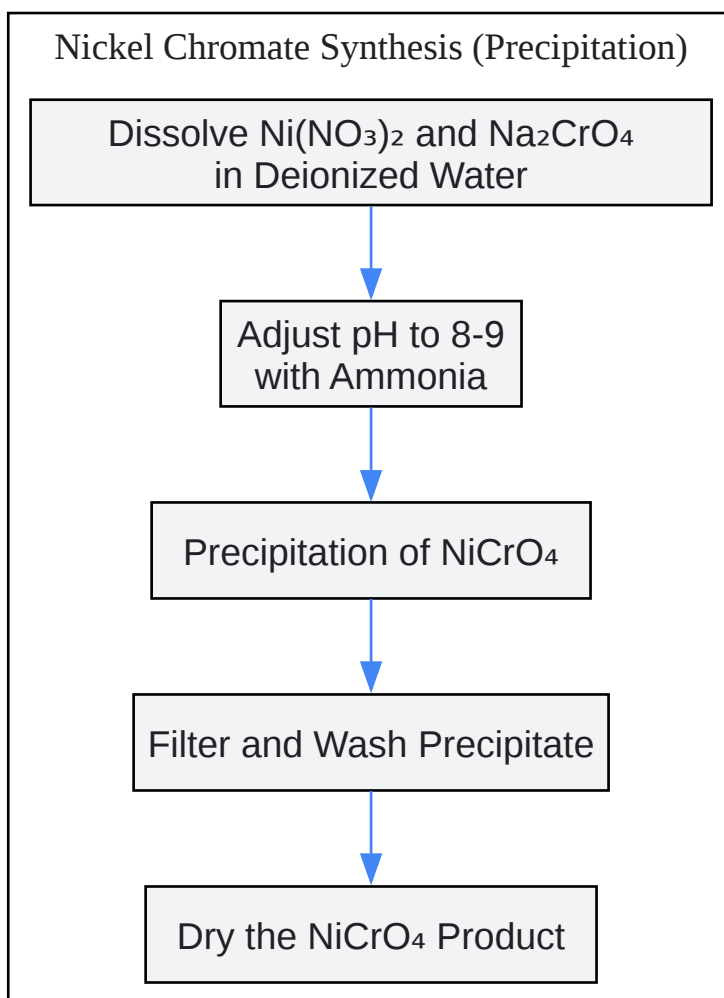 Nickel Chromate Synthesis (Precipitation)
Dissolve Ni(NO₃)₂ and Na₂CrO₄
in Deionized Water
Adjust pH to 8-9
with Ammonia
Precipitation of NiCrO₄
Filter and Wash Precipitate
Dry the NiCrO₄ Product